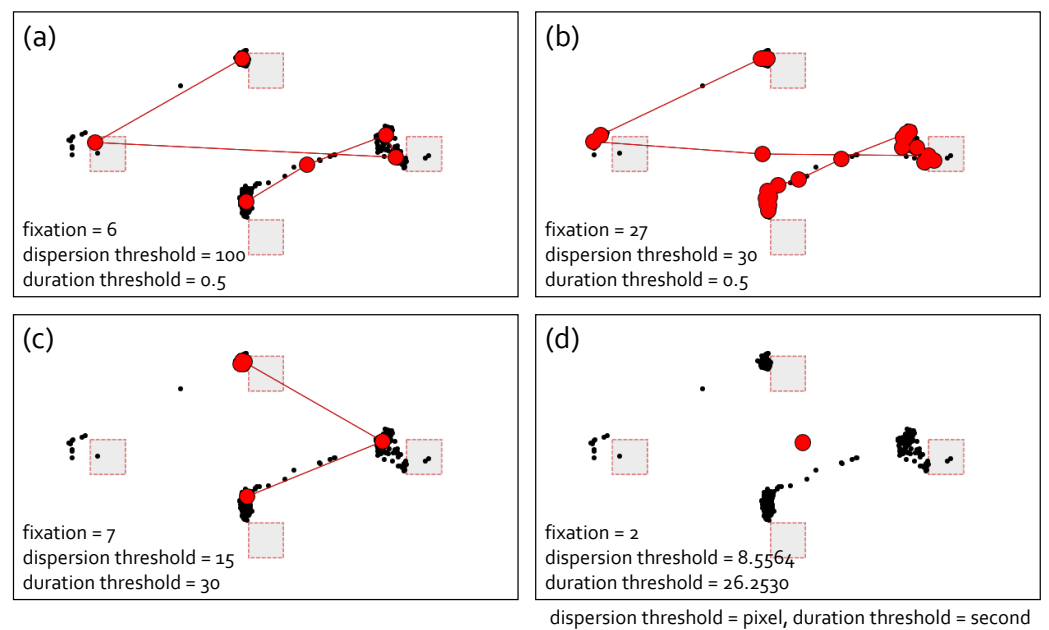 (a)
fixation = 6
dispersion threshold = 100
duration threshold = 0.5
(b)
fixation = 27
dispersion threshold = 30
duration threshold = 0.5
(c)
fixation = 7
dispersion threshold = 15
duration threshold = 30
(d)
fixation = 2
dispersion threshold = 8.5564
duration threshold = 26.2530
dispersion threshold = pixel, duration threshold = second